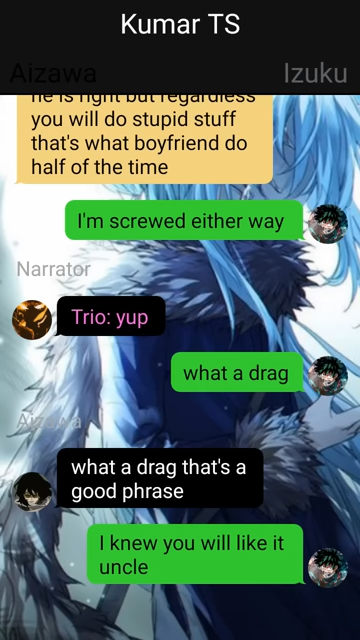 Kumar TS
Aizawa
Izuku
he is right but regardless
you will do stupid stuff
that's what boyfriend do
half of the time
I'm screwed either way
Narrator
Trio: yup
what a drag
Aizawa
what a drag that's a
good phrase
I knew you will like it
uncle